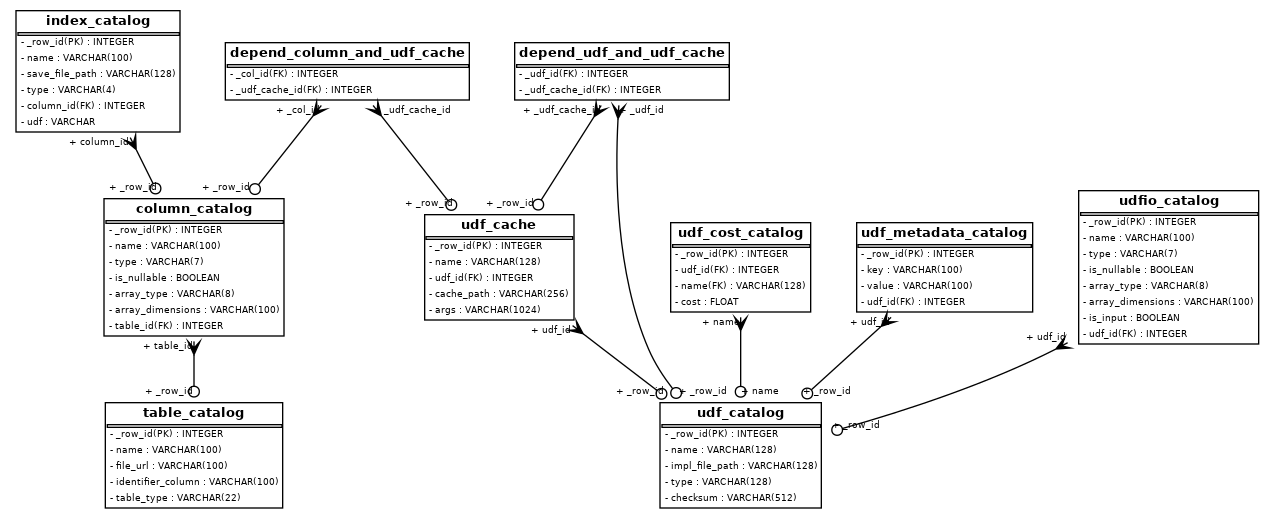 index_catalog
- _row_id(PK) : INTEGER
- name : VARCHAR(100)
- save_file_path : VARCHAR(128)
- type : VARCHAR(4)
- column_id(FK) : INTEGER
- udf : VARCHAR
depend_column_and_udf_cache
- _col_id(FK) : INTEGER
- _udf_cache_id(FK) : INTEGER
depend_udf_and_udf_cache
- _udf_id(FK) : INTEGER
- _udf_cache_id(FK) : INTEGER
+ column_id
+ _col_id
_udf_cache_id
+ _udf_cache_id
+ _udf_id
+ _row_id
+ _row_id
+ _row_id
+ _row_id
column_catalog
- _row_id(PK) : INTEGER
- name : VARCHAR(100)
- type : VARCHAR(7)
- is_nullable : BOOLEAN
- array_type : VARCHAR(8)
- array_dimensions : VARCHAR(100)
- table_id(FK) : INTEGER
udf_cache
- _row_id(PK) : INTEGER
- name : VARCHAR(128)
- udf_id(FK) : INTEGER
- cache_path : VARCHAR(256)
- args : VARCHAR(1024)
udf_cost_catalog
- _row_id(PK) : INTEGER
- udf_id(FK) : INTEGER
- name(FK) : VARCHAR(128)
- cost : FLOAT
udf_metadata_catalog
- _row_id(PK) : INTEGER
- key : VARCHAR(100)
- value : VARCHAR(100)
- udf_id(FK) : INTEGER
udfio_catalog
- _row_id(PK) : INTEGER
- name : VARCHAR(100)
- type : VARCHAR(7)
- is_nullable : BOOLEAN
- array_type : VARCHAR(8)
- array_dimensions : VARCHAR(100)
- is_input : BOOLEAN
- udf_id(FK) : INTEGER
+ table_id
+ udf_id
+ name
+ udf_id
+ udf_id
+ _row_id
+ _row_id
+ _row_id
+ name
+ _row_id
+ _row_id
table_catalog
- _row_id(PK) : INTEGER
- name : VARCHAR(100)
- file_url : VARCHAR(100)
- identifier_column : VARCHAR(100)
- table_type : VARCHAR(22)
udf_catalog
- _row_id(PK) : INTEGER
- name : VARCHAR(128)
- impl_file_path : VARCHAR(128)
- type : VARCHAR(128)
- checksum : VARCHAR(512)